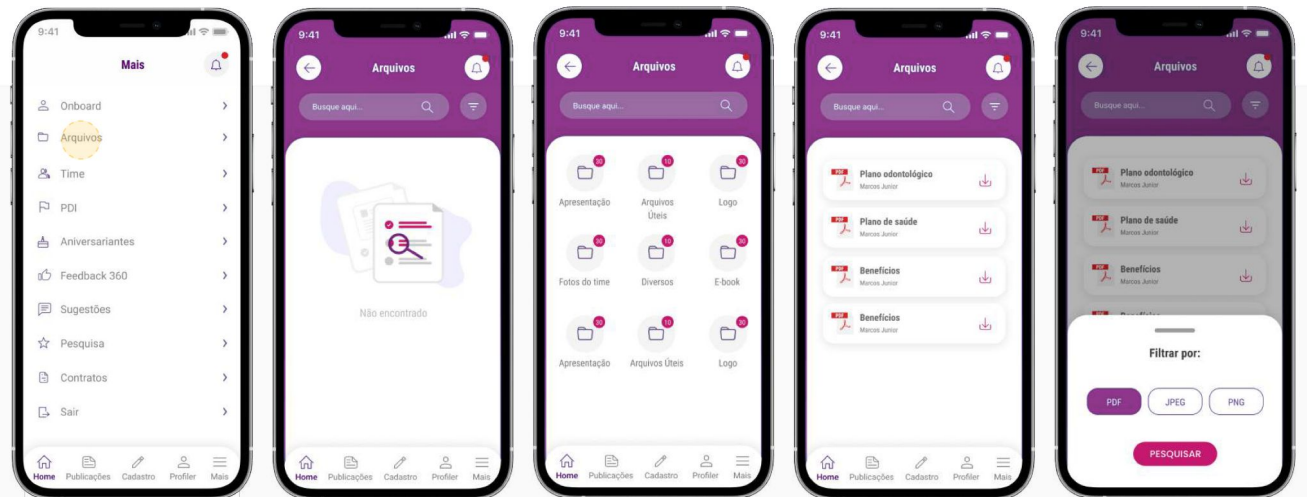 9:41
Mais
Onboard
Arquivos
Time
PDI
Aniversariantes
Feedback 360
Sugestões
Pesquisa
Contratos
Sair
Home Publicações Cadastro Profiler Mais
9:41
Arquivos
Busque aqui...
Não encontrado
Home Publicações Cadastro Profiler Mais
9:41
Arquivos
Busque aqui...
30 10 30
Apresentação Arquivos Úteis Logo
30 10 30
Fotos do time Diversos E-book
30 10 30
Apresentação Arquivos Úteis Logo
Home Publicações Cadastro Profiler Mais
9:41
Arquivos
Busque aqui...
PDF Plano odontológico
Marcos Junior
PDF Plano de saúde
Marcos Junior
PDF Benefícios
Marcos Junior
PDF Benefícios
Marcos Junior
Home Publicações Cadastro Profiler Mais
9:41
Arquivos
Busque aqui...
PDF Plano odontológico
Marcos Junior
PDF Plano de saúde
Marcos Junior
PDF Benefícios
Marcos Junior
Filtrar por:
PDF JPEG PNG
PESQUISAR